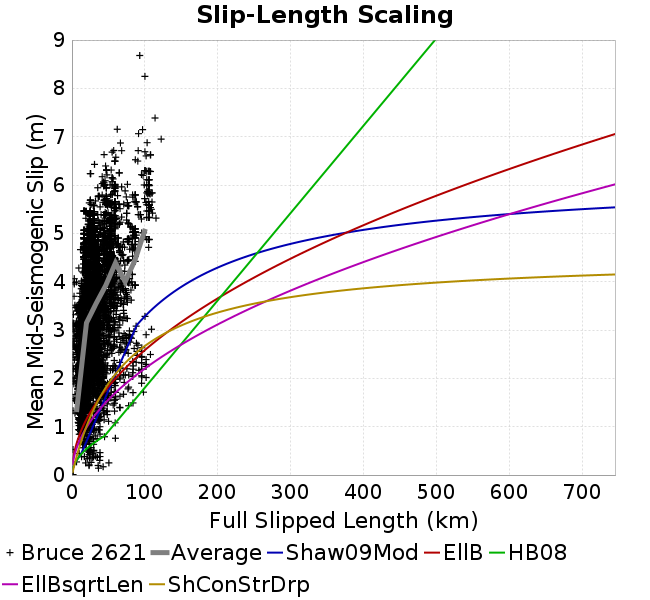 Slip-Length Scaling
Mean Mid-Seismogenic Slip (m)
9
8
7
6
5
4
3
2
1
0
0 100 200 300 400 500 600 700
Full Slipped Length (km)
Bruce 2621 Average Shaw09Mod EllB HB08
EllBsqrtLen ShConStrDrp